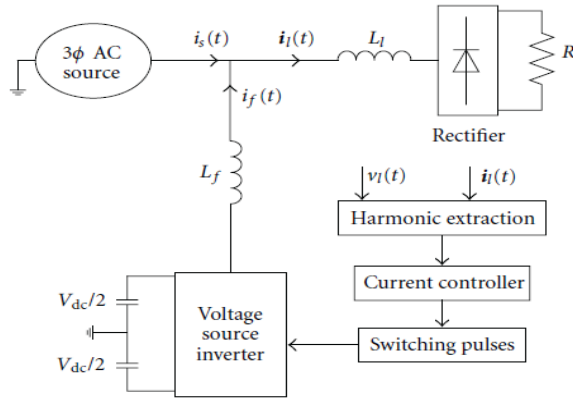 3ϕ AC
source
i_s(t)
i_l(t)
L_l
R
i_f(t)
Rectifier
L_f
v_l(t)
i_l(t)
Harmonic extraction
Current controller
Switching pulses
V_dc/2
V_dc/2
Voltage
source
inverter